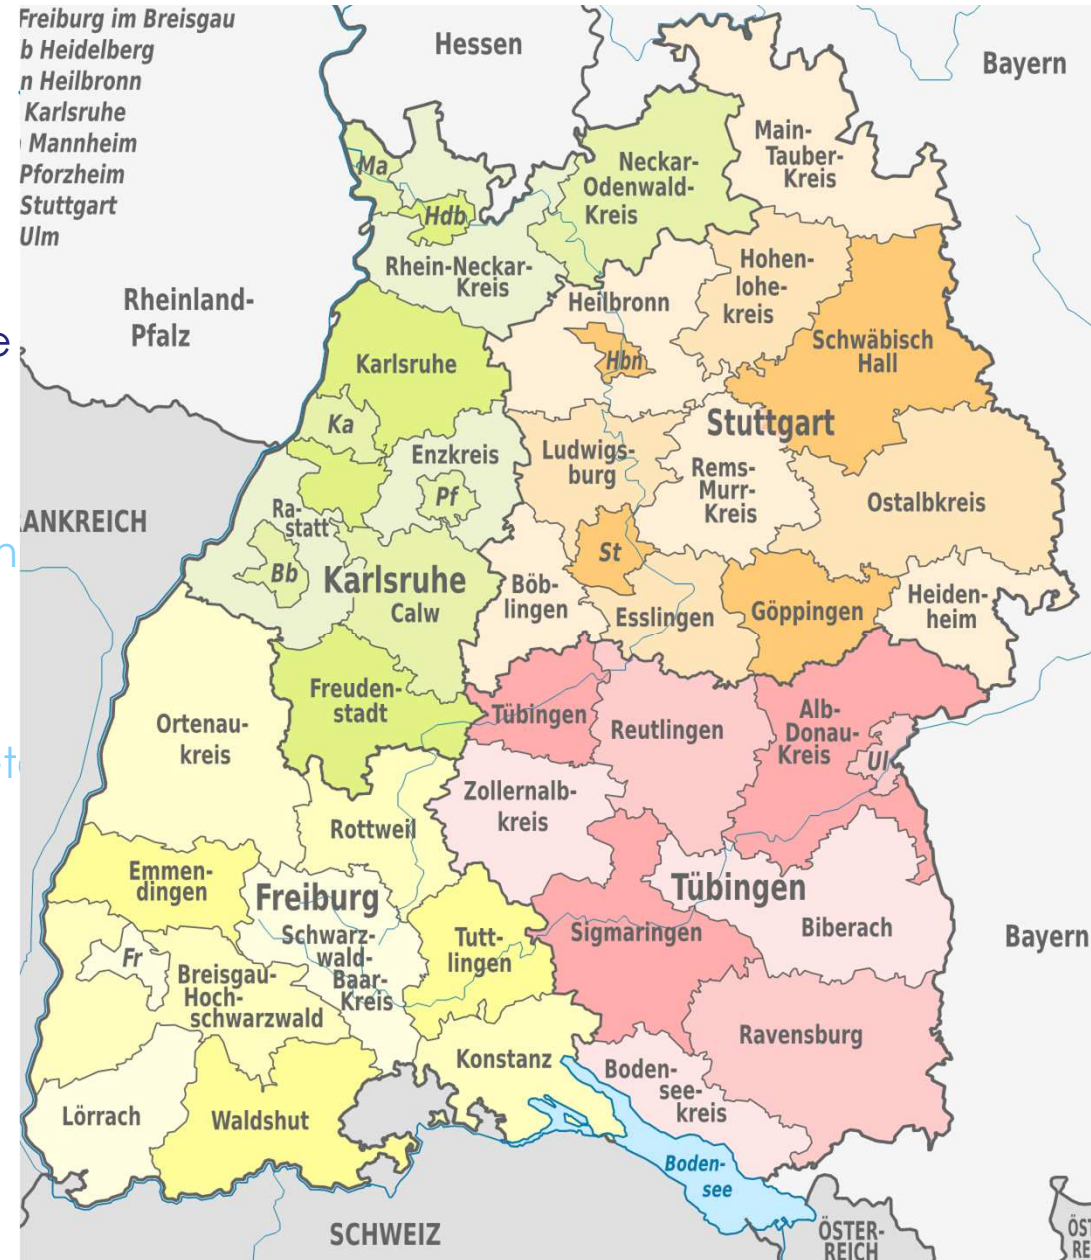 Freiburg im Breisgau
b Heidelberg
n Heilbronn
Karlsruhe
Mannheim
Pforzheim
Stuttgart
Ulm
Hessen
Bayern
Main-
Tauber-
Kreis
Neckar-
Odenwald-
Kreis
Ma
Hdb
Rhein-Neckar-
Kreis
Hohen-
lohe-
kreis
Heilbronn
Rheinland-
Pfalz
e
Schwäbisch
Hall
Karlsruhe
Hbn
Stuttgart
Ka
Enzkreis
Ludwigs-
burg
Rems-
Murr-
Kreis
Pf
Ostalbkreis
Ra-
statt
ANKREICH
n
St
Bb
Karlsruhe
Calw
Böb-
lingen
Esslingen
Göppingen
Heiden-
heim
Freuden-
stadt
Tübingen
Reutlingen
Alb-
Donau-
Kreis
Ul
Ortenau-
kreis
et
Zollernalb-
kreis
Rottweil
Emmen-
dingen
Freiburg
Tübingen
Biberach
Schwarz-
wald-
Baar-
Kreis
Tutt-
lingen
Sigmaringen
Bayern
Fr
Breisgau-
Hoch-
schwarzwald
Ravensburg
Konstanz
Boden-
see-
kreis
Lörrach
Waldshut
Boden-
see
SCHWEIZ
ÖSTER-
REICH
ÖST
RE